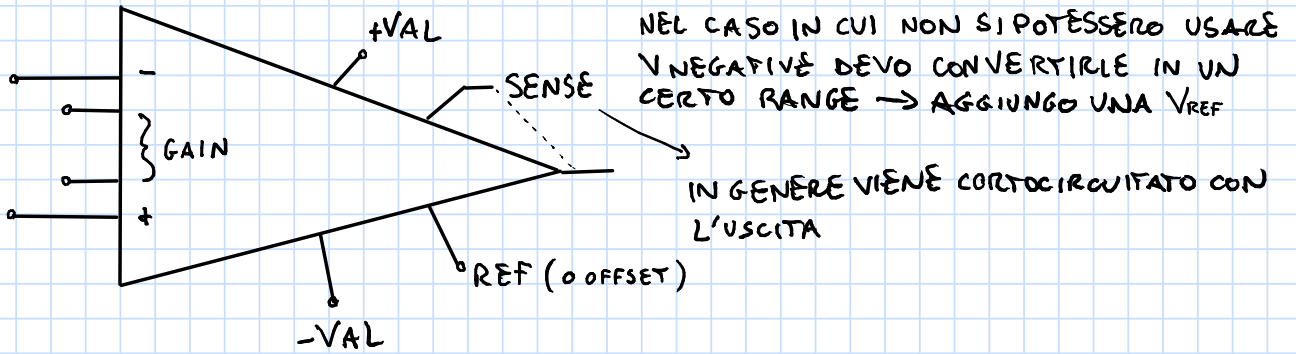 +VAL
NEL CASO IN CUI NON SI POTESSERO USARE
V NEGATIVE DEVO CONVERTIRLE IN UN
CERTO RANGE → AGGIUNGO UNA VREF
SENSE
-
GAIN
+
IN GENERE VIENE CORTOCIRCUITATO CON
L'USCITA
REF (O OFFSET)
-VAL